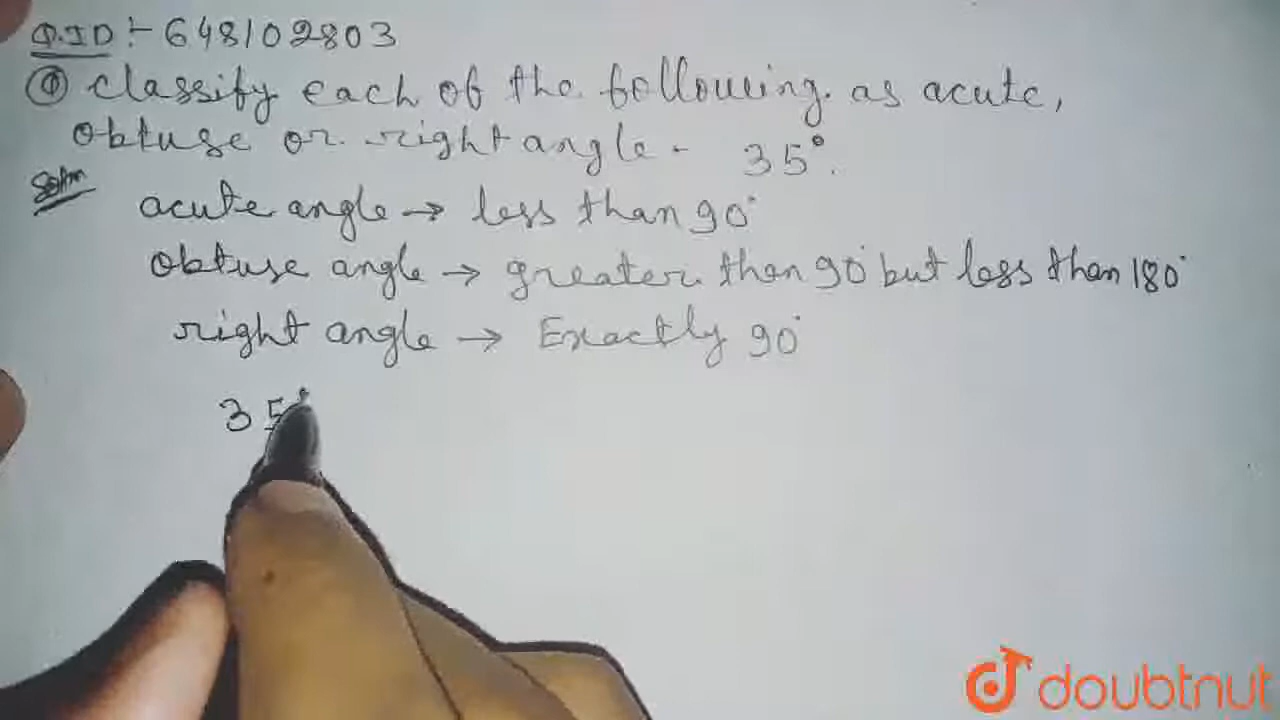 Q.ID :- 648102803
Q classify each of the following. as acute,
obtuse or right angle - 35°.
Soln
acute angle → less than 90°
obtuse angle → greater than 90° but less than 180°
right angle → Exactly 90°
35°
doubtnut